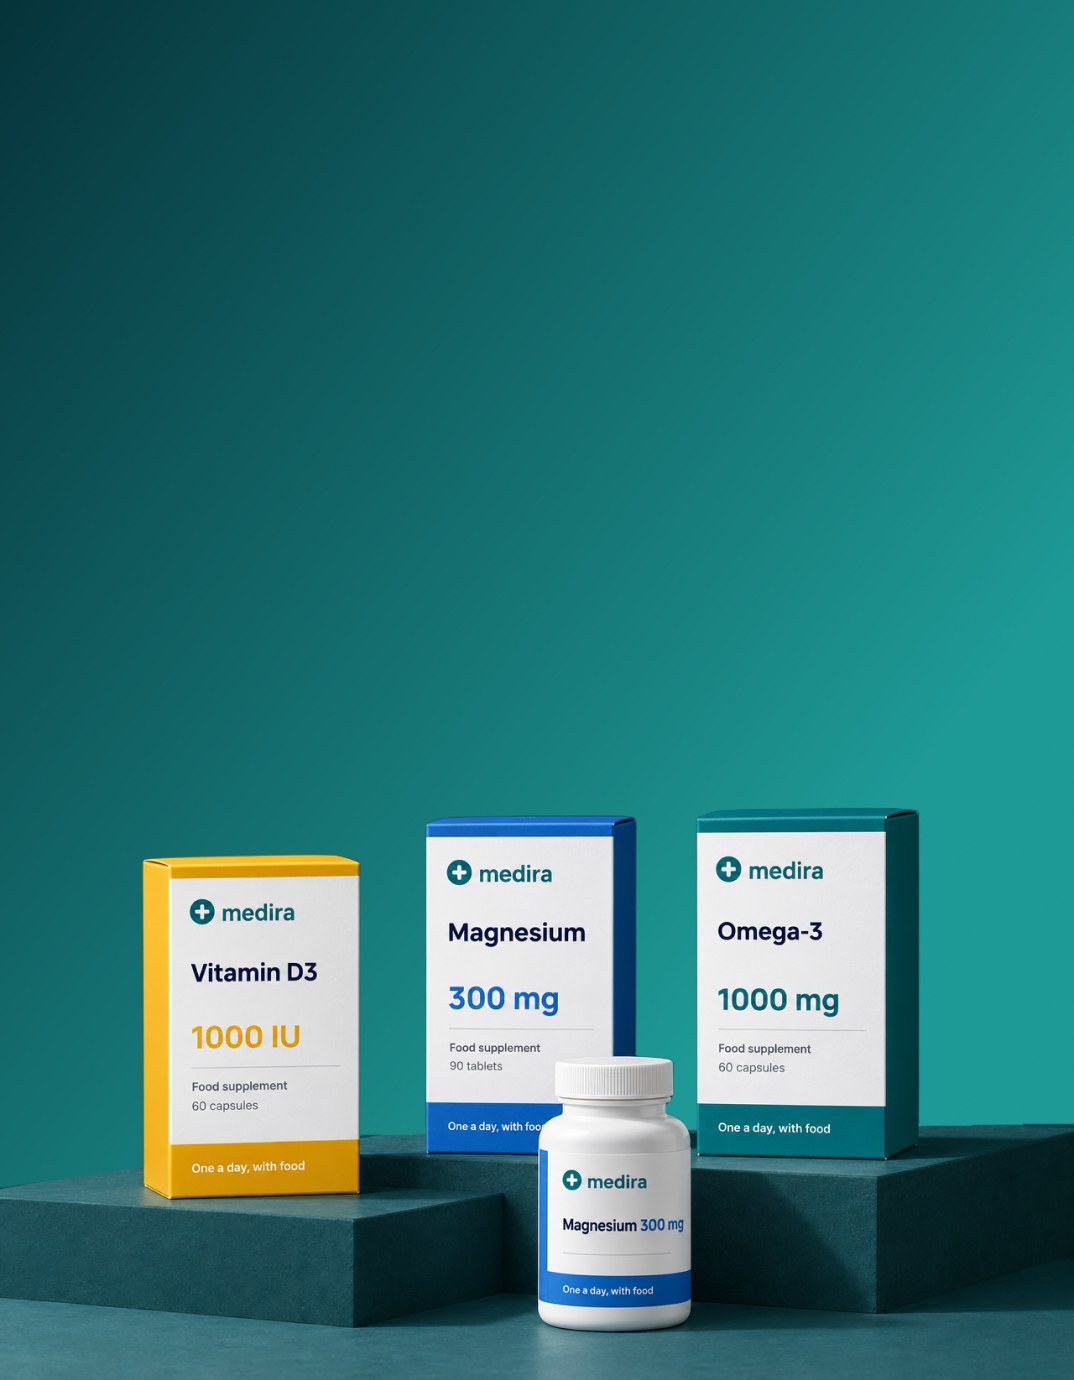 medira
Vitamin D3
1000 IU
Food supplement
60 capsules
One a day, with food
medira
Magnesium
300 mg
Food supplement
90 tablets
One a day, with foo
medira
Omega-3
1000 mg
Food supplement
60 capsules
One a day, with food
medira
Magnesium 300 mg
One a day, with food